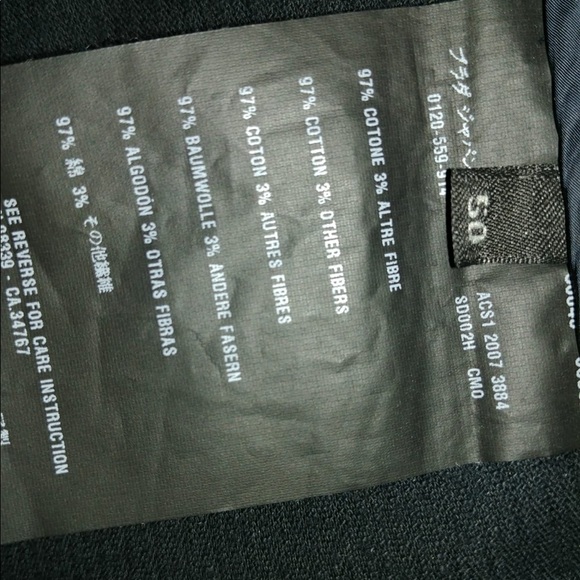 プラダ ジャパン
0120-559-914
50
ACS1 2007 3884
SD002H CMO
97% COTONE 3% ALTRE FIBRE
97% COTTON 3% OTHER FIBERS
97% COTON 3% AUTRES FIBRES
97% BAUMWOLLE 3% ANDERE FASERN
97% ALGODÓN 3% OTRAS FIBRAS
97% 綿 3% その他繊維
SEE REVERSE FOR CARE INSTRUCTION
CA.34767